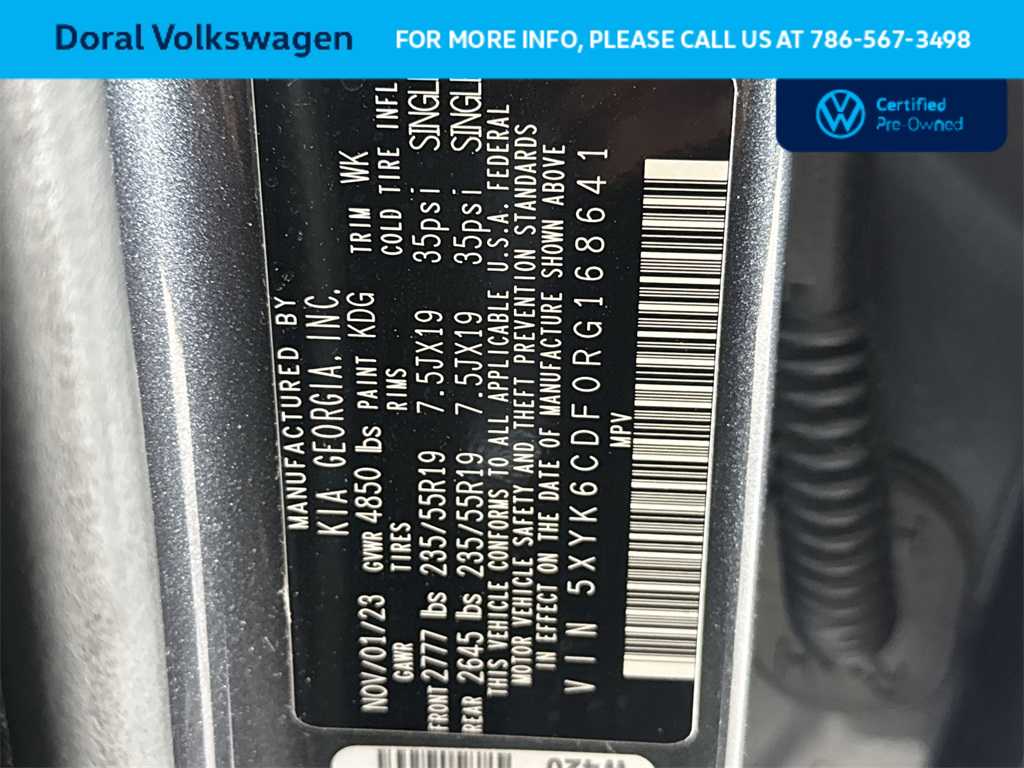 Doral Volkswagen
FOR MORE INFO, PLEASE CALL US AT 786-567-3498
Certified
Pre-Owned
MANUFACTURED BY
KIA GEORGIA, INC.
NOV/01/23 GVWR 4850 lbs PAINT KDG TRIM WK
GAWR TIRES RIMS COLD TIRE INFL
FRONT 2777 lbs 235/55R19 7.5JX19 35psi SINGL
REAR 2645 lbs 235/55R19 7.5JX19 35psi SINGL
THIS VEHICLE CONFORMS TO ALL APPLICABLE U.S.A. FEDERAL
MOTOR VEHICLE SAFETY AND THEFT PREVENTION STANDARDS
IN EFFECT ON THE DATE OF MANUFACTURE SHOWN ABOVE
VIN 5XYK6CDF0RG168641
MPV